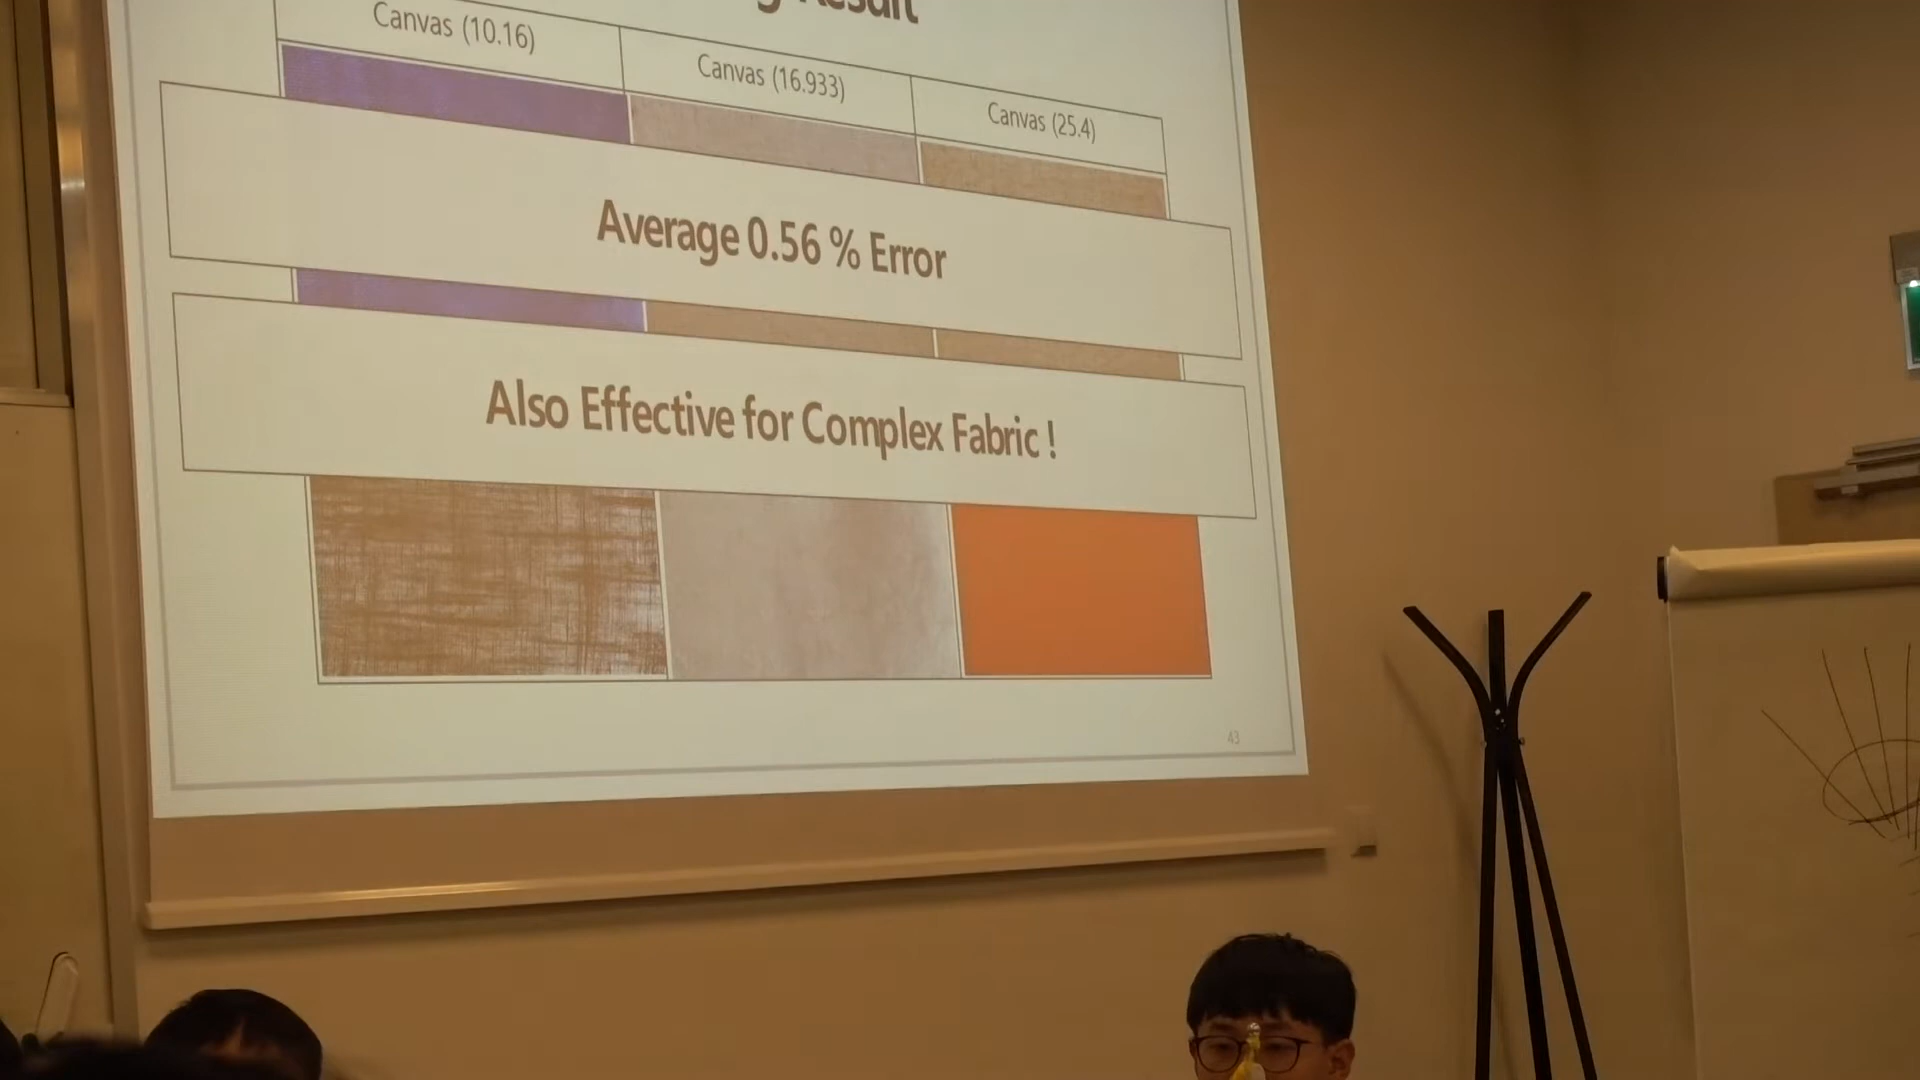 Result
Canvas (10.16)
Canvas (16.933)
Canvas (25.4)
Average 0.56 % Error
Also Effective for Complex Fabric !
43